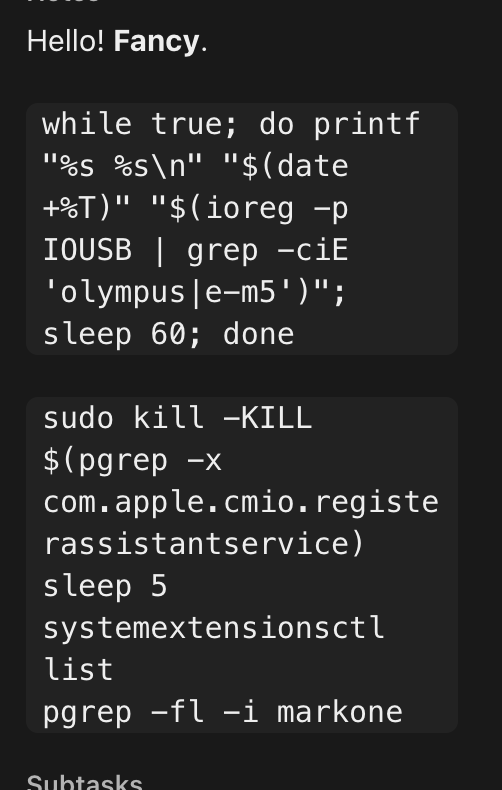 Hello! Fancy.
while true; do printf
"%s %s\n" "$(date
+%T)" "$(ioreg -p
IOUSB | grep -ciE
'olympus|e-m5')";
sleep 60; done
sudo kill -KILL
$(pgrep -x
com.apple.cmio.registe
rassistantservice)
sleep 5
systemextensionsctl
list
pgrep -fl -i markone
Subtasks